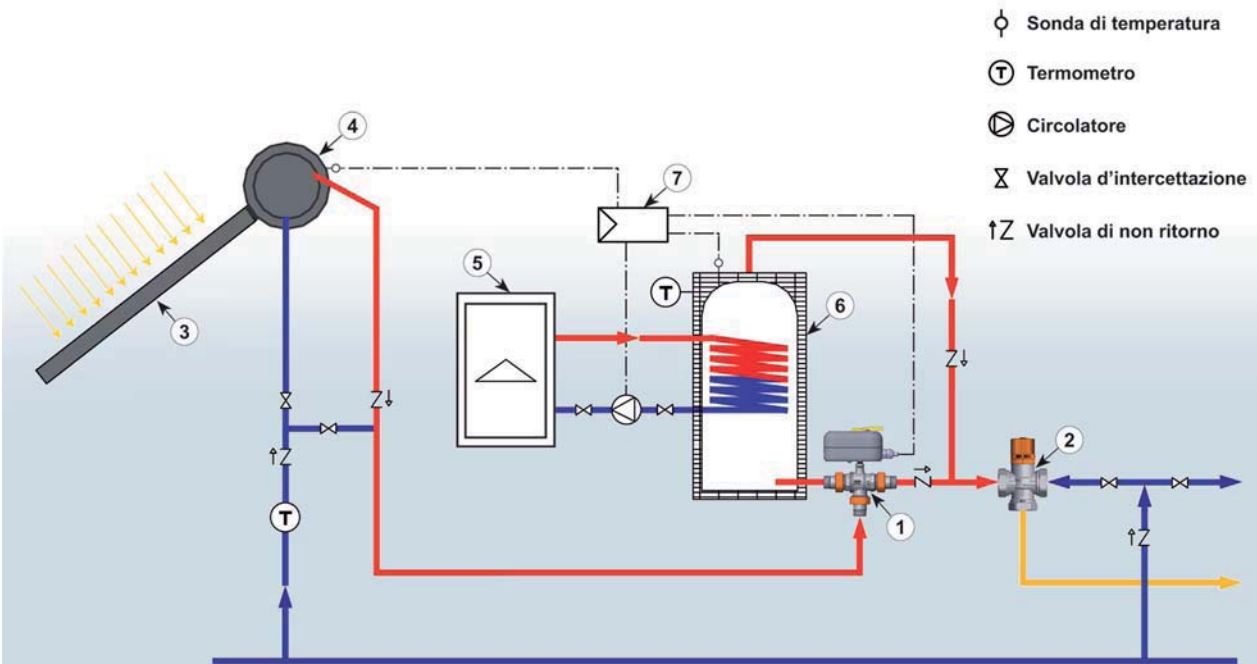 Sonda di temperatura
T Termometro
Circolatore
Valvola d'intercettazione
Valvola di non ritorno
4
7
5
T
6
3
2
1
T